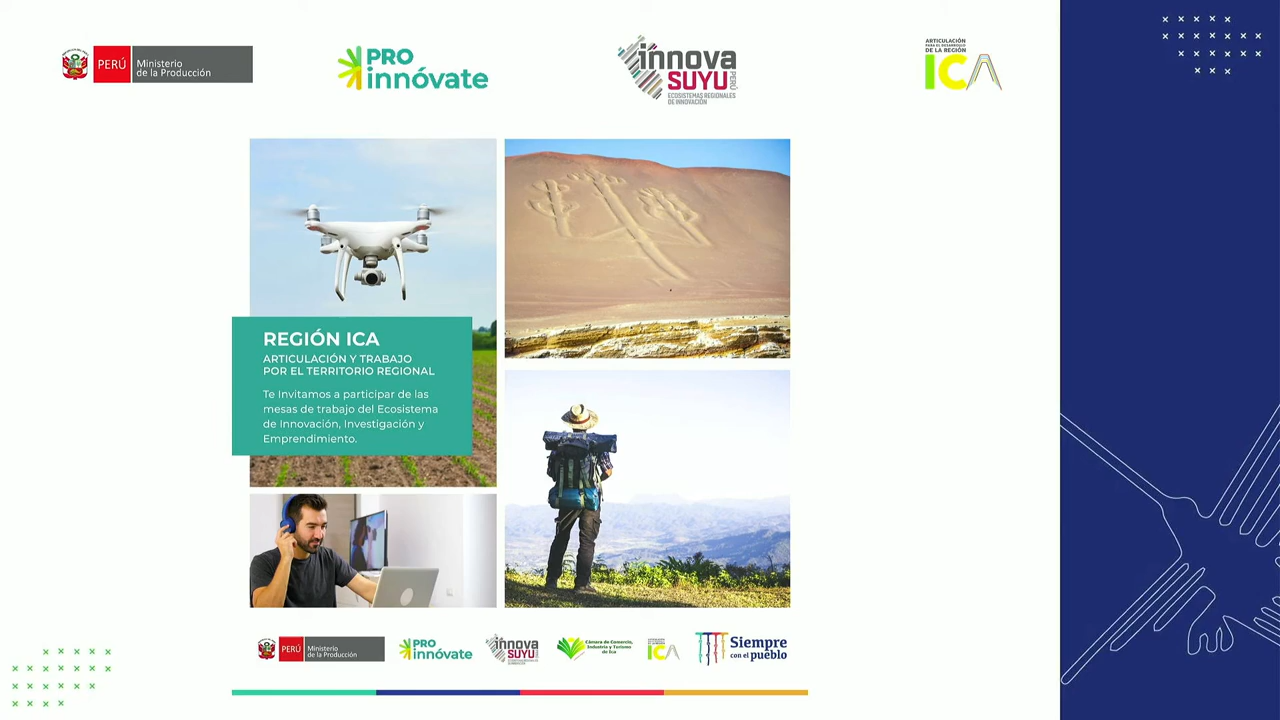 PERÚ
Ministerio
de la Producción
PRO
innóvate
innova
SUYU
PERÚ
ECOSISTEMAS REGIONALES
DE INNOVACIÓN
ARTICULACIÓN
PARA EL DESARROLLO
DE LA REGIÓN
ICA
REGIÓN ICA
ARTICULACIÓN Y TRABAJO
POR EL TERRITORIO REGIONAL
Te Invitamos a participar de las
mesas de trabajo del Ecosistema
de Innovación, Investigación y
Emprendimiento.
PERÚ
Ministerio
de la Producción
PRO
innóvate
innova
SUYU
Cámara de Comercio,
Industria y Turismo
de Ica
ICA
Siempre
con el pueblo